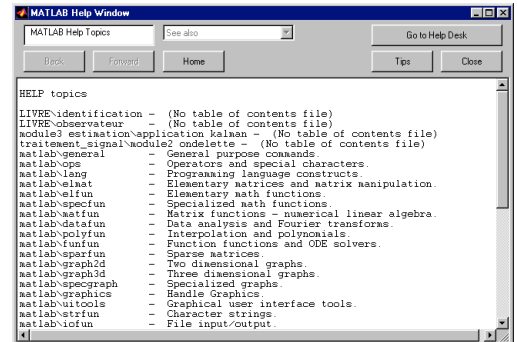 MATLAB Help Window
MATLAB Help Topics
See also
Go to Help Desk
Back
Forward
Home
Tips
Close
HELP topics
LIVRE\identification - (No table of contents file)
LIVRE\observateur - (No table of contents file)
module3 estimation\application kalman - (No table of contents file)
traitement_signal\module2 ondelette - (No table of contents file)
matlab\general - General purpose commands.
matlab\ops - Operators and special characters.
matlab\lang - Programming language constructs.
matlab\elmat - Elementary matrices and matrix manipulation.
matlab\elfun - Elementary math functions.
matlab\specfun - Specialized math functions.
matlab\matfun - Matrix functions - numerical linear algebra.
matlab\datafun - Data analysis and Fourier transforms.
matlab\polyfun - Interpolation and polynomials.
matlab\funfun - Function functions and ODE solvers.
matlab\sparfun - Sparse matrices.
matlab\graph2d - Two dimensional graphs.
matlab\graph3d - Three dimensional graphs.
matlab\specgraph - Specialized graphs.
matlab\graphics - Handle Graphics.
matlab\uitools - Graphical user interface tools.
matlab\strfun - Character strings.
matlab\iofun - File input/output.